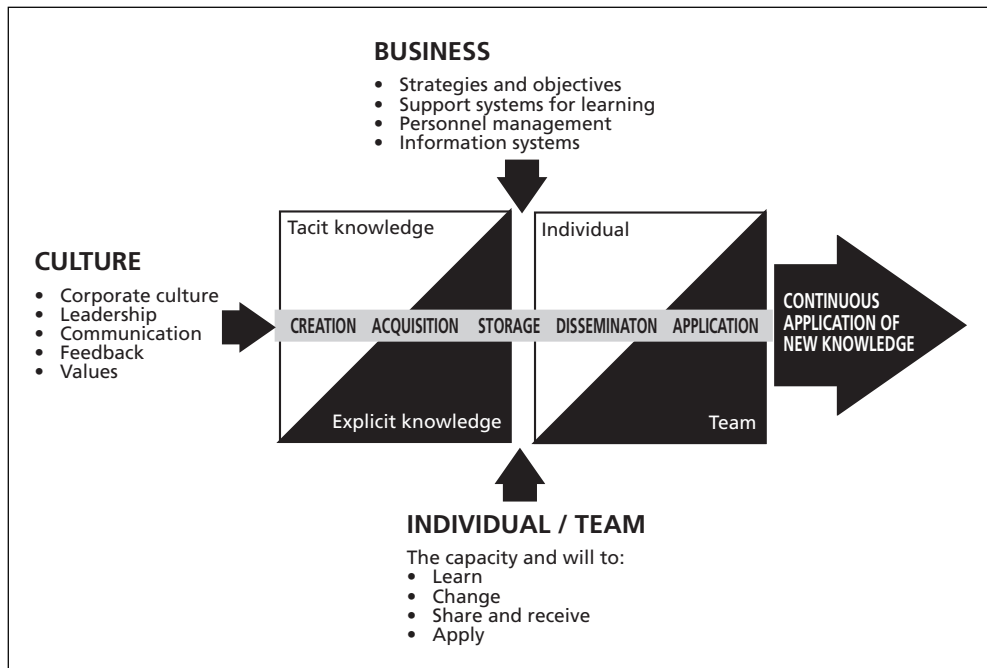 BUSINESS
• Strategies and objectives
• Support systems for learning
• Personnel management
• Information systems
Tacit knowledge
Individual
CULTURE
• Corporate culture
• Leadership
• Communication
• Feedback
• Values
CREATION ACQUISITION STORAGE DISSEMINATON APPLICATION
CONTINUOUS
APPLICATION OF
NEW KNOWLEDGE
Explicit knowledge
Team
INDIVIDUAL / TEAM
The capacity and will to:
• Learn
• Change
• Share and receive
• Apply